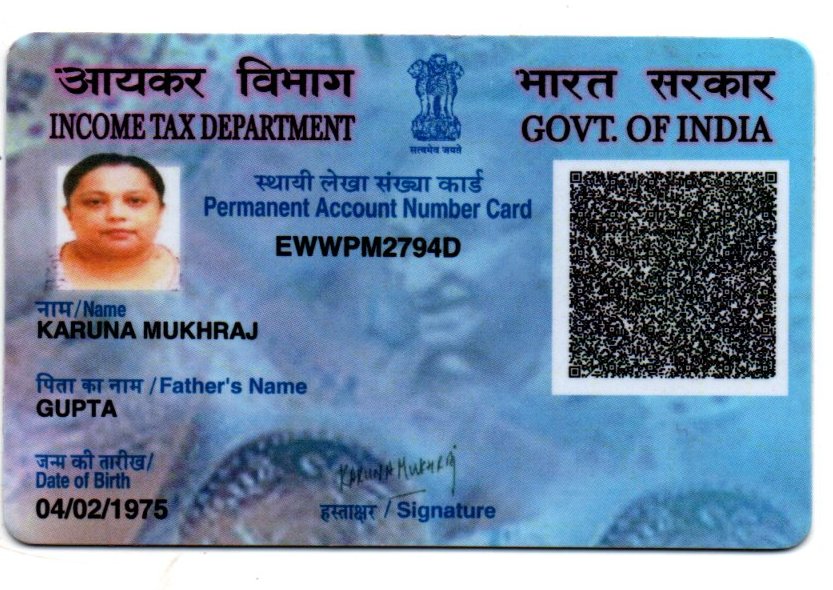 आयकर विभाग
INCOME TAX DEPARTMENT
सत्यमेव जयते
भारत सरकार
GOVT. OF INDIA
स्थायी लेखा संख्या कार्ड
Permanent Account Number Card
EWWPM2794D
नाम/Name
KARUNA MUKHRAJ
पिता का नाम /Father's Name
GUPTA
जन्म की तारीख/
Date of Birth
04/02/1975
KARUNA MUKHRAJ
हस्ताक्षर / Signature